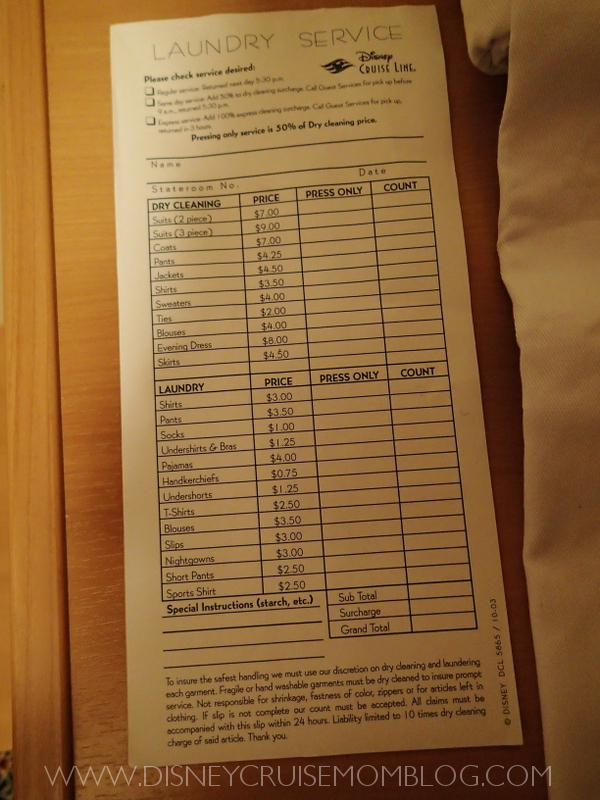 LAUNDRY SERVICE
Please check service desired:
Disney
CRUISE LINE.
Regular service: Returned next day 5:30 p.m.
Same day service: Add 50% to dry cleaning surcharge. Call Guest Services for pick up before
9 a.m., returned 5:30 p.m.
Express service: Add 100% express cleaning surcharge. Call Guest Services for pick up,
returned in 3 hours.
Pressing only service is 50% of Dry cleaning price.
Name
Stateroom No. Date
DRY CLEANING PRICE PRESS ONLY COUNT
Suits (2 piece) $7.00
Suits (3 piece) $9.00
Coats $7.00
Pants $4.25
Jackets $4.50
Shirts $3.50
Sweaters $4.00
Ties $2.00
Blouses $4.00
Evening Dress $8.00
Skirts $4.50
LAUNDRY PRICE PRESS ONLY COUNT
Shirts $3.00
Pants $3.50
Socks $1.00
Undershirts & Bras $1.25
Pajamas $4.00
Handkerchiefs $0.75
Undershorts $1.25
T-Shirts $2.50
Blouses $3.50
Slips $3.00
Nightgowns $3.00
Short Pants $2.50
Sports Shirt $2.50
Special Instructions (starch, etc.)
Sub Total
Surcharge
Grand Total
To insure the safest handling we must use our discretion on dry cleaning and laundering
each garment. Fragile or hand washable garments must be dry cleaned to insure prompt
service. Not responsible for shrinkage, fastness of color, zippers or for articles left in
clothing. If slip is not complete our count must be accepted. All claims must be
accompanied with this slip within 24 hours. Liability limited to 10 times dry cleaning
charge of said article. Thank you.
© DISNEY DCL 5865 / 10-03
WWW.DISNEYCRUISEMOMBLOG.COM